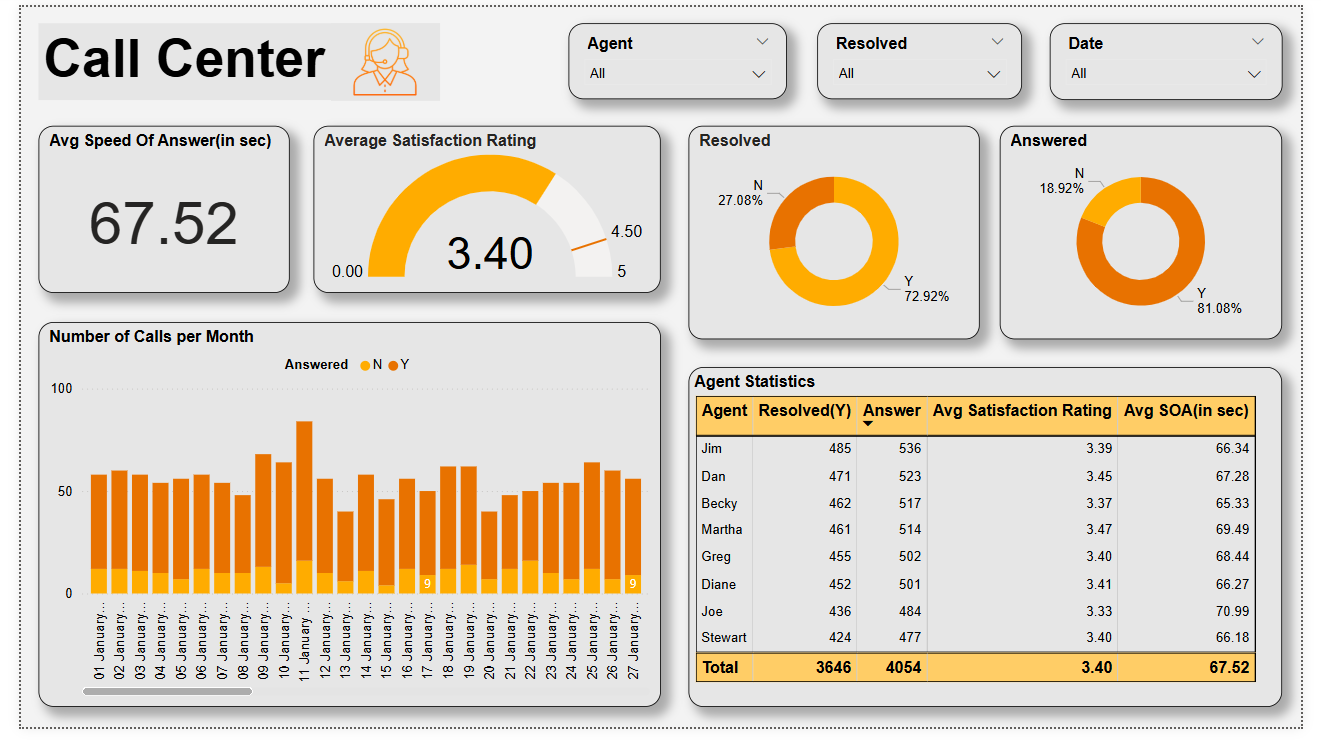 Call Center
Agent
All
Resolved
All
Date
All
Avg Speed Of Answer(in sec)
67.52
Average Satisfaction Rating
0.00
3.40
4.50
5
Resolved
N
27.08%
Y
72.92%
Answered
N
18.92%
Y
81.08%
Number of Calls per Month
Answered N Y
100
50
0
9
9
01 January...
02 January...
03 January...
04 January...
05 January...
06 January...
07 January...
08 January...
09 January...
10 January...
11 January...
12 January...
13 January...
14 January...
15 January...
16 January...
17 January...
18 January...
19 January...
20 January...
21 January...
22 January...
23 January...
24 January...
25 January...
26 January...
27 January...
Agent Statistics
Agent Resolved(Y) Answer Avg Satisfaction Rating Avg SOA(in sec)
Jim 485 536 3.39 66.34
Dan 471 523 3.45 67.28
Becky 462 517 3.37 65.33
Martha 461 514 3.47 69.49
Greg 455 502 3.40 68.44
Diane 452 501 3.41 66.27
Joe 436 484 3.33 70.99
Stewart 424 477 3.40 66.18
Total 3646 4054 3.40 67.52